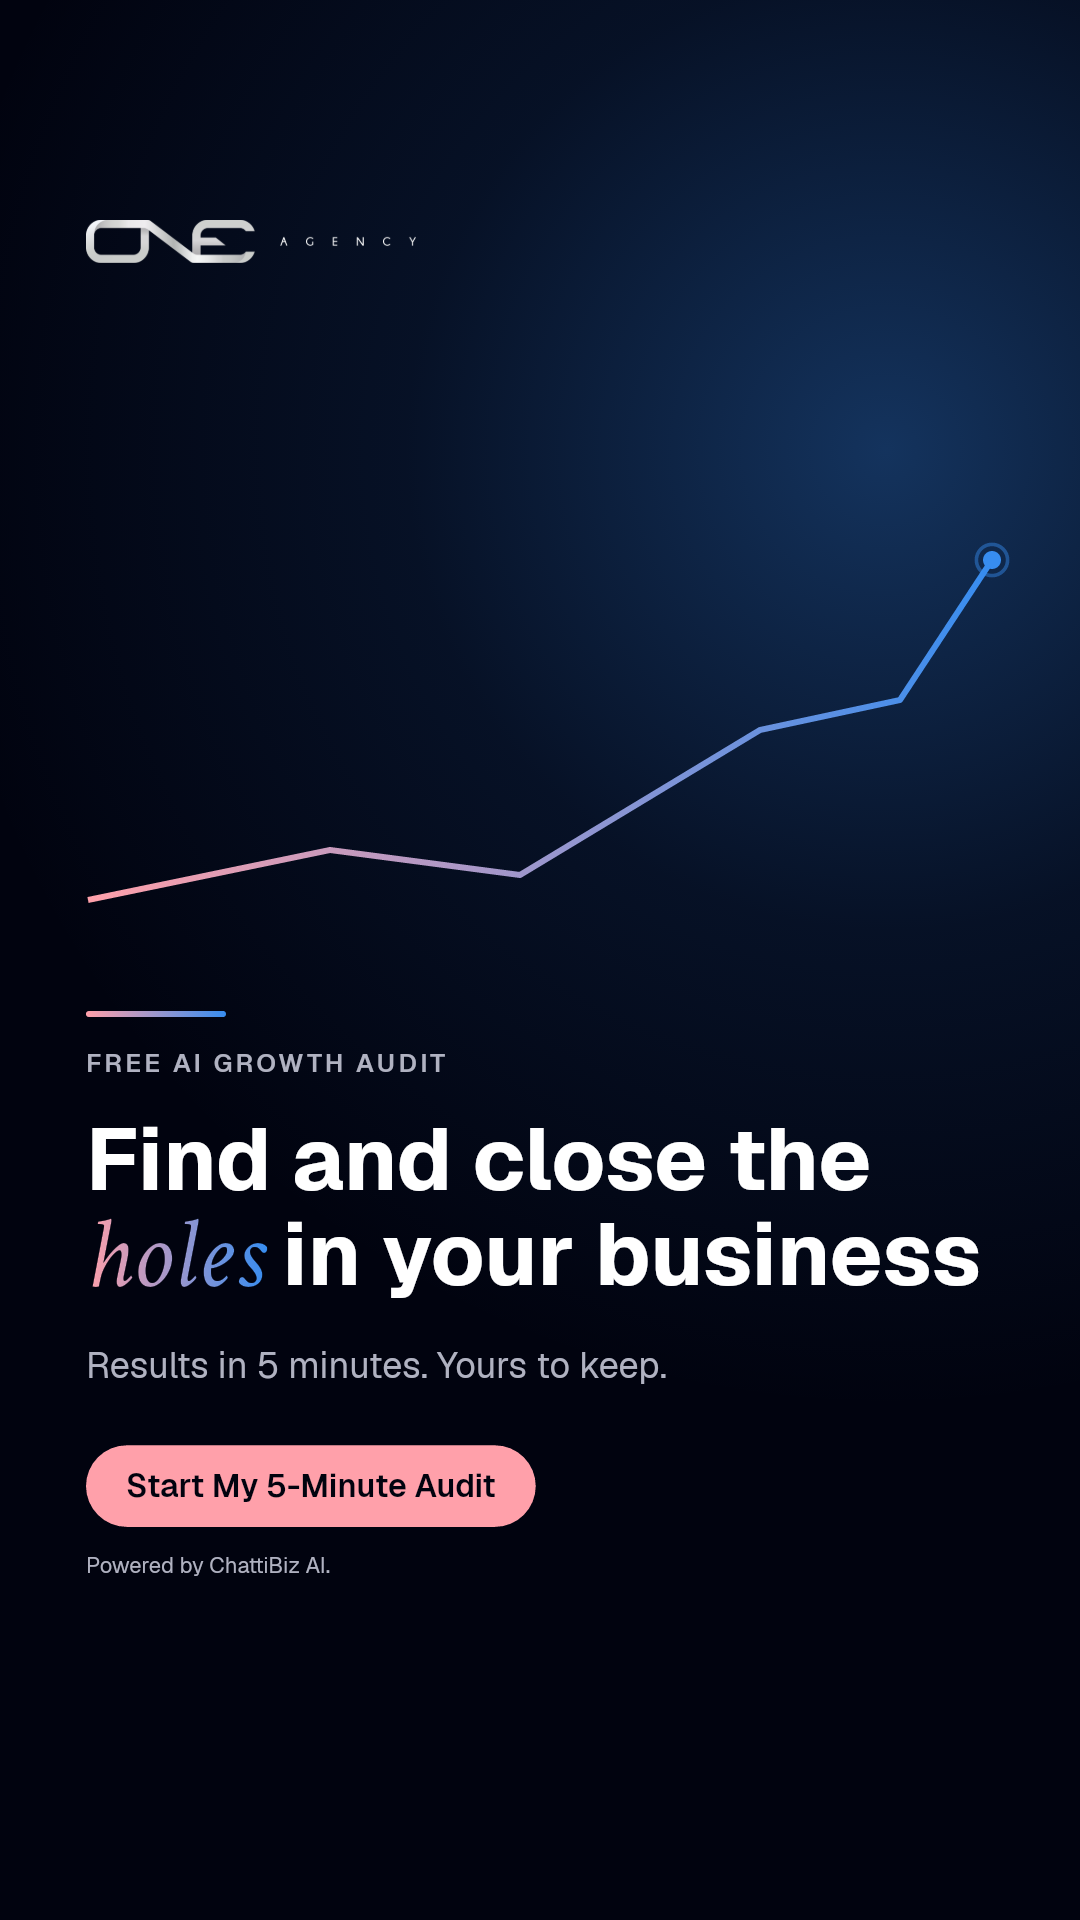 ONE AGENCY
FREE AI GROWTH AUDIT
Find and close the
holes in your business
Results in 5 minutes. Yours to keep.
Start My 5-Minute Audit
Powered by ChattiBiz AI.